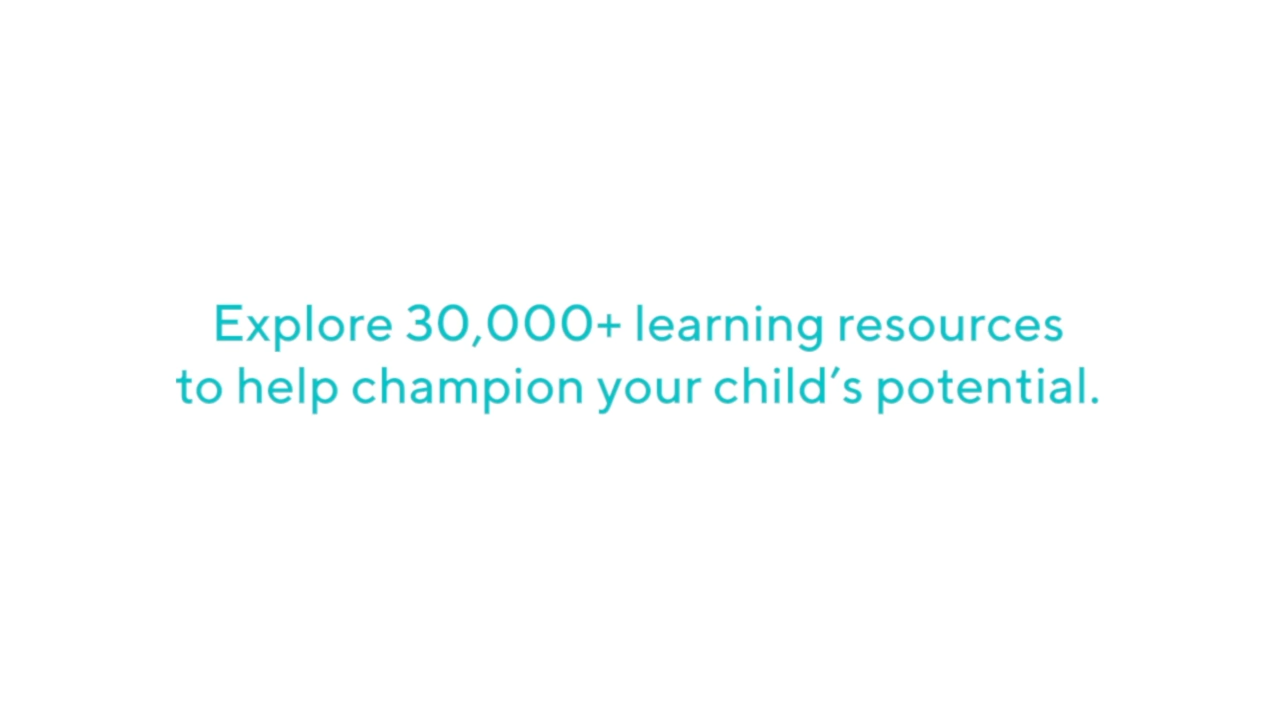 Explore 30,000+ learning resources
to help champion your child’s potential.